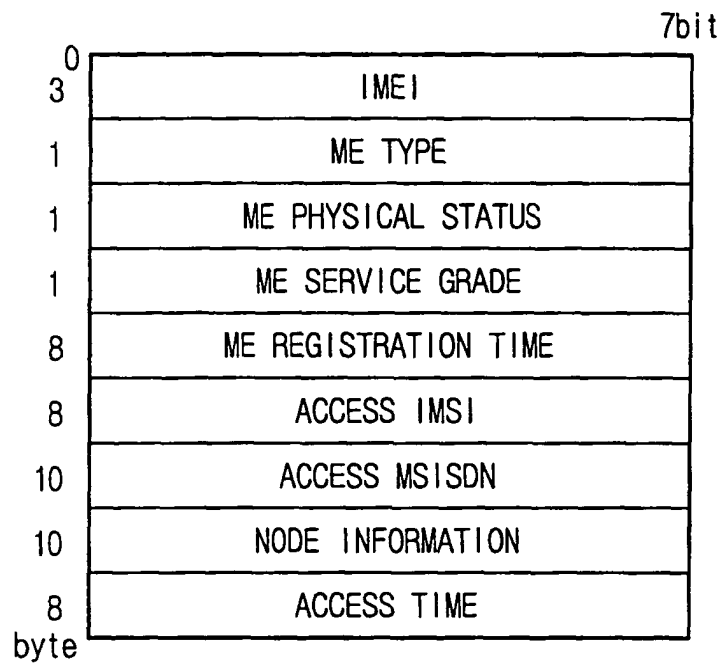 7bit
0
3 IMEI
1 ME TYPE
1 ME PHYSICAL STATUS
1 ME SERVICE GRADE
8 ME REGISTRATION TIME
8 ACCESS IMSI
10 ACCESS MSISDN
10 NODE INFORMATION
8 ACCESS TIME
byte